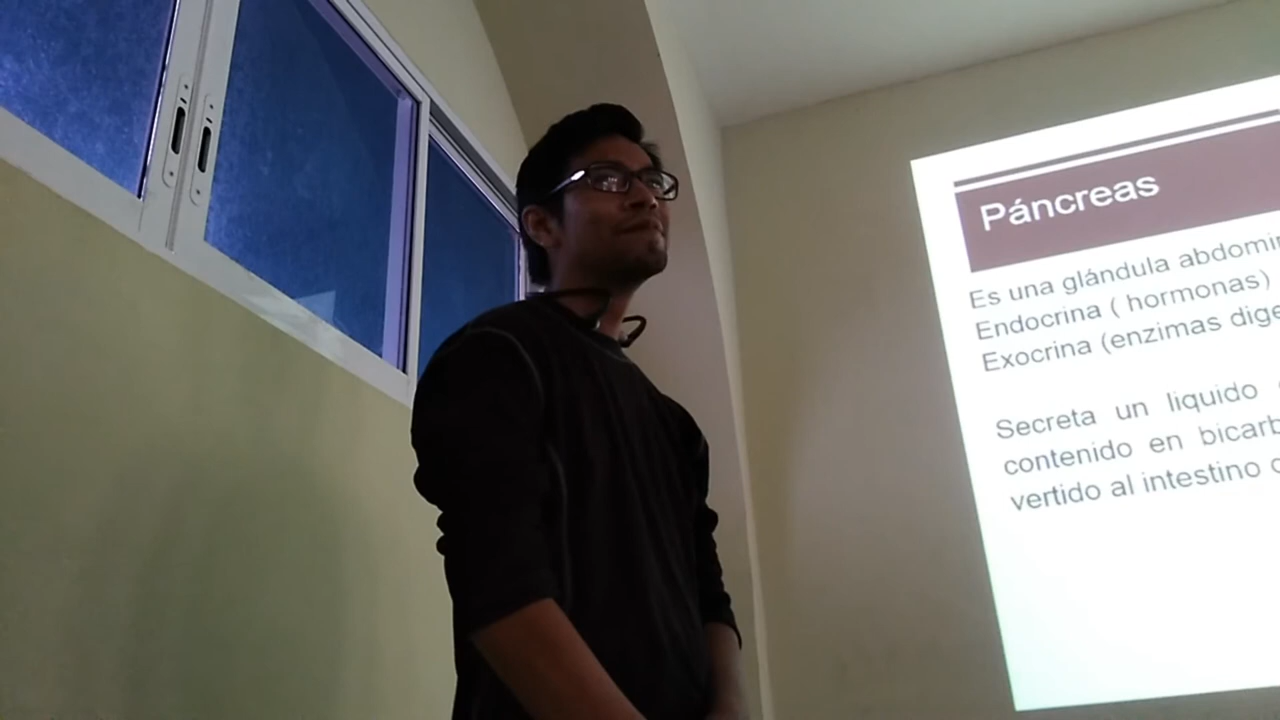 Páncreas
Es una glándula
Endocrina ( hormonas)
Exocrina (enzimas
Secreta un liquido
contenido en
vertido al intestino